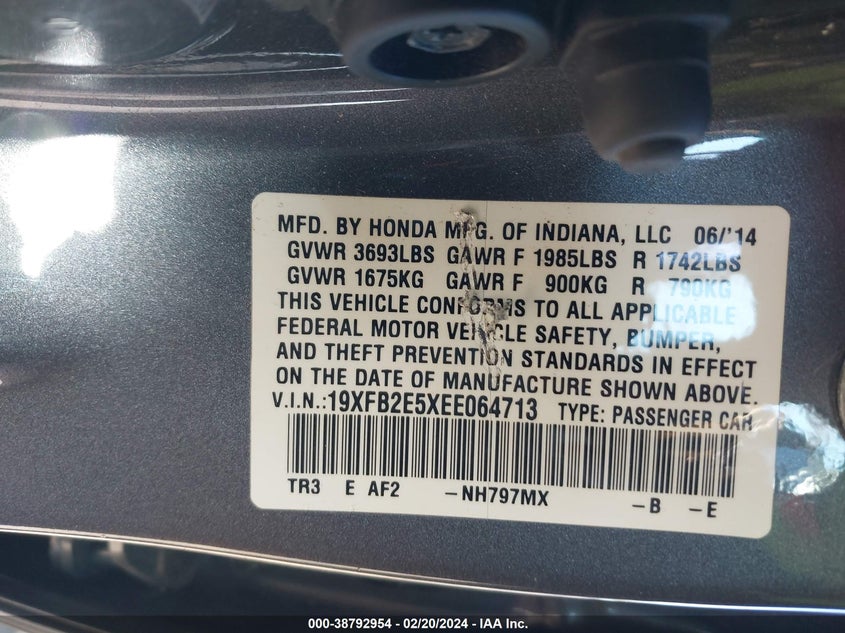 MFD. BY HONDA MFG. OF INDIANA, LLC 06/'14
GVWR 3693LBS GAWR F 1985LBS R 1742LBS
GVWR 1675KG GAWR F 900KG R 790KG
THIS VEHICLE CONFORMS TO ALL APPLICABLE
FEDERAL MOTOR VEHICLE SAFETY, BUMPER,
AND THEFT PREVENTION STANDARDS IN EFFECT
ON THE DATE OF MANUFACTURE SHOWN ABOVE.
V.I.N.:19XFB2E5XEE064713 TYPE: PASSENGER CAR
TR3 E AF2 -NH797MX -B -E
000-38792954 - 02/20/2024 - IAA Inc.